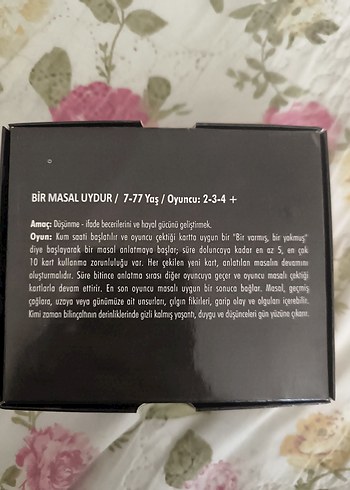 BİR MASAL UYDUR / 7-77 Yaş / Oyuncu: 2-3-4 +
Amaç: Düşünme - ifade becerilerini ve hayal gücünü geliştirmek.
Oyun: Kum saati başlatılır ve oyuncu çektiği kartta uygun bir "Bir varmış, bir yokmuş"
diye başlayarak bir masal anlatmaya başlar; süre doluncaya kadar en az 5, en çok
10 kart kullanma zorunluluğu var. Her çekilen yeni kart, anlatılan masalın devamını
oluşturmalıdır. Süre bitince anlatma sırası diğer oyuncuya geçer ve oyuncu masalı çektiği
kartlarla devam ettirir. En son oyuncu masalı uygun bir sonuca bağlar. Masal, geçmiş
çağlara, uzaya veya günümüze ait unsurları, çılgın fikirleri, garip olay ve olguları içerebilir.
Kimi zaman bilinçaltının derinliklerinde gizli kalmış yaşantı, duygu ve düşünceleri gün yüzüne çıkarır.